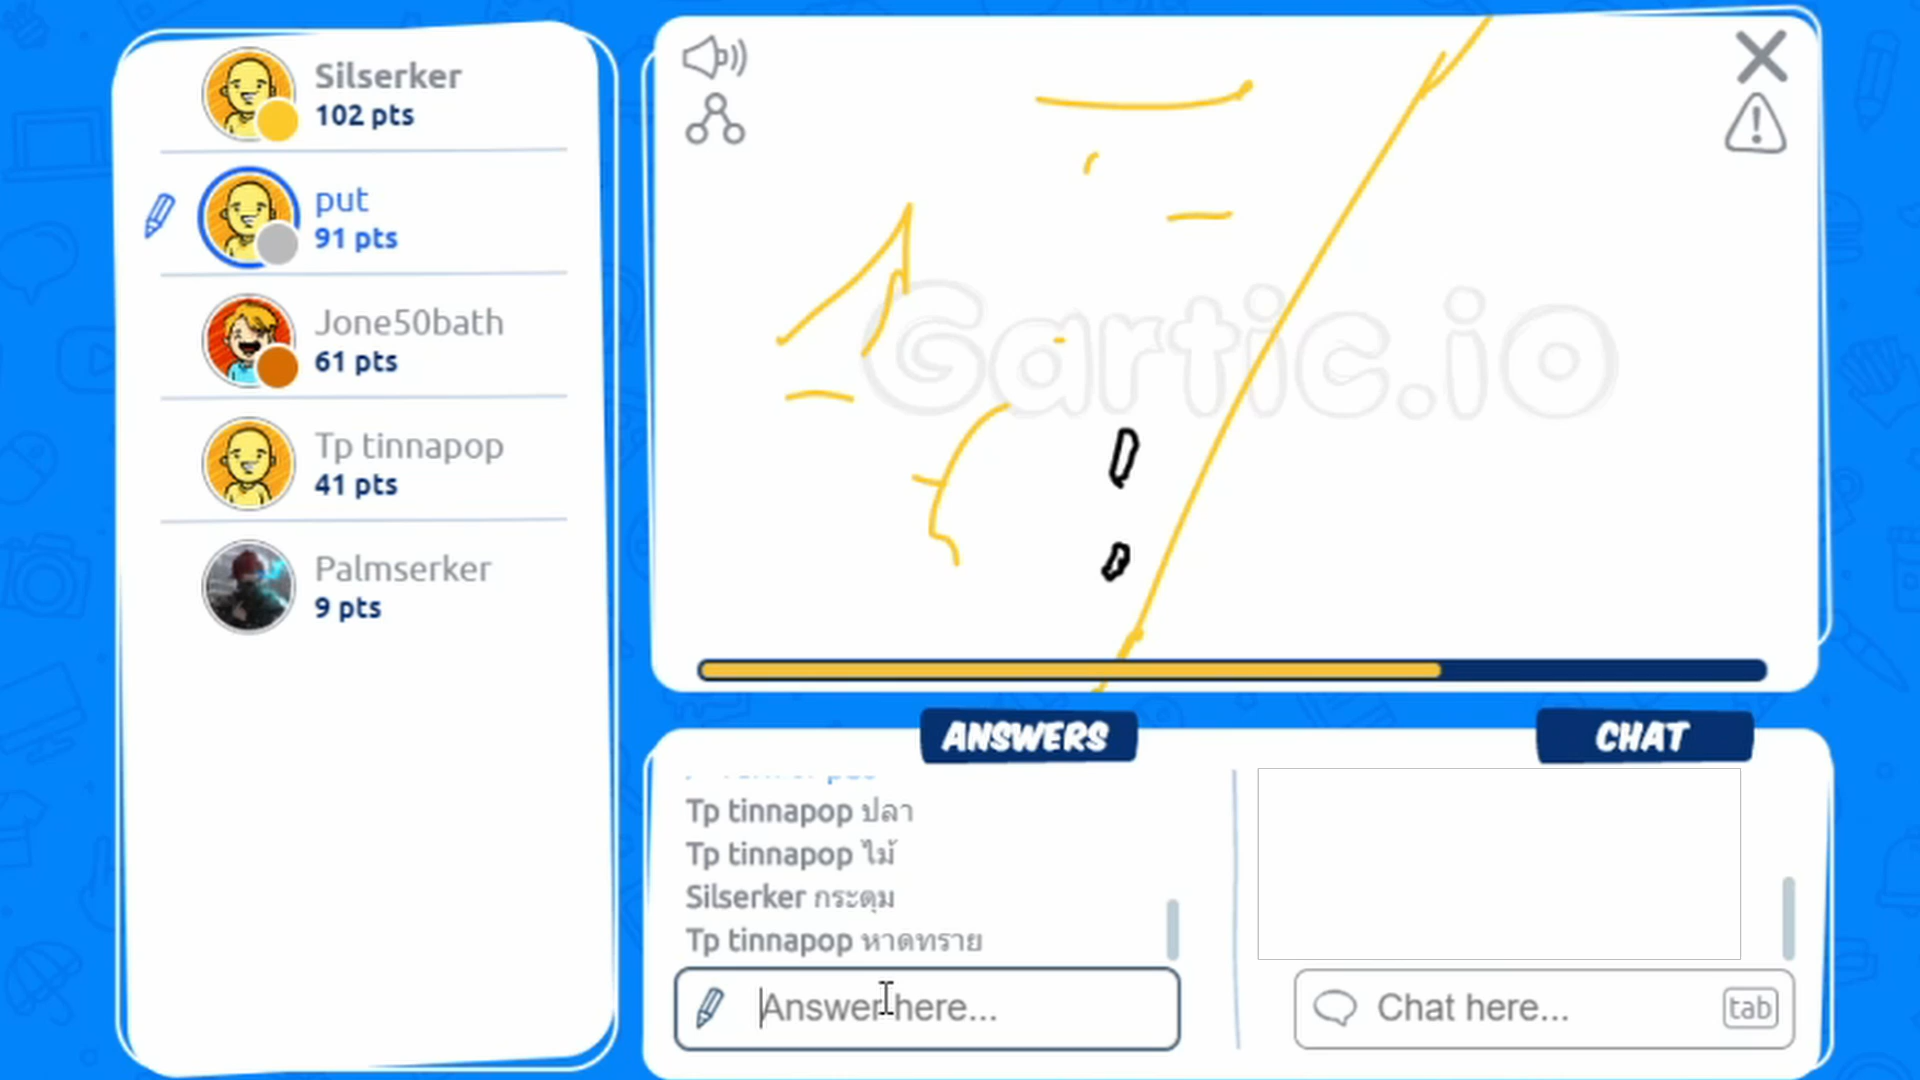 Silserker
102 pts
put
91 pts
Jone50bath
61 pts
Tp tinnapop
41 pts
Palmserker
9 pts
Gartic.io
ANSWERS
Tp tinnapop ปลา
Tp tinnapop ไม้
Silserker กระดุม
Tp tinnapop หาดทราย
Answer here...
CHAT
Chat here...
tab